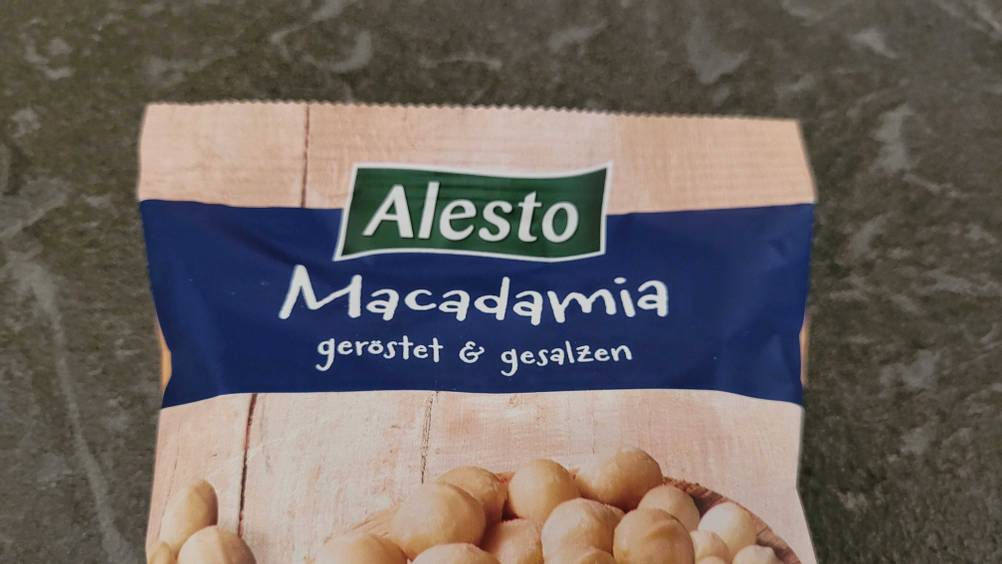 Alesto
Macadamia
geröstet & gesalzen